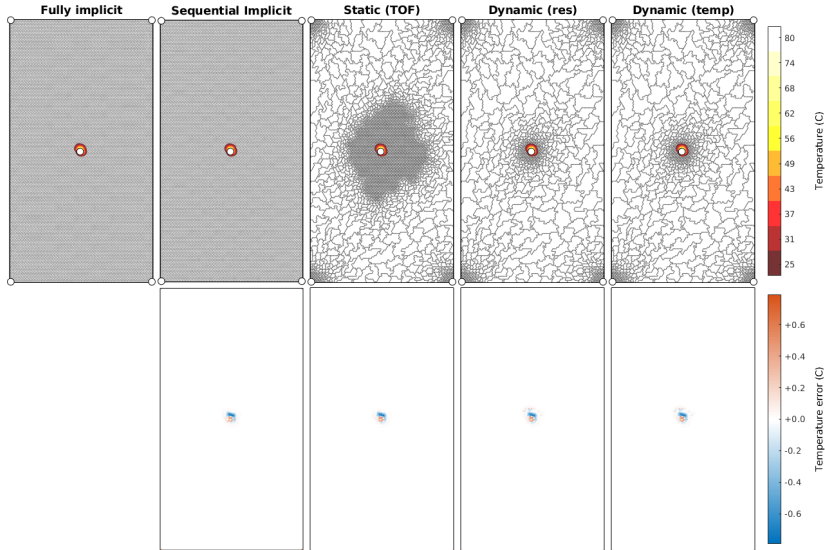 Fully implicit
Sequential Implicit
Static (TOF)
Dynamic (res)
Dynamic (temp)
80
74
68
62
56
49
43
37
31
25
Temperature (C)
+0.6
+0.4
+0.2
+0.0
-0.2
-0.4
-0.6
Temperature error (C)